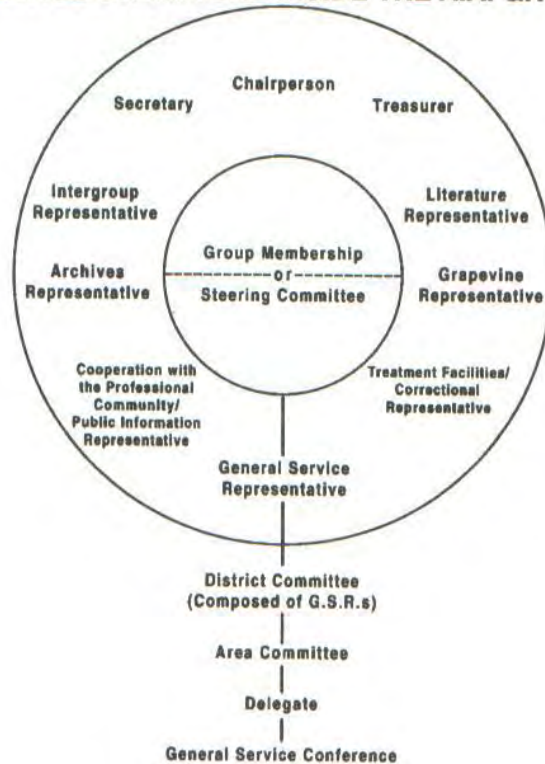 Chairperson
Secretary
Treasurer
Intergroup
Representative
Literature
Representative
Group Membership
or
Steering Committee
Archives
Representative
Grapevine
Representative
Cooperation with
the Professional
Community/
Public Information
Representative
Treatment Facilities/
Correctional
Representative
General Service
Representative
District Committee
(Composed of G.S.R.s)
Area Committee
Delegate
General Service Conference